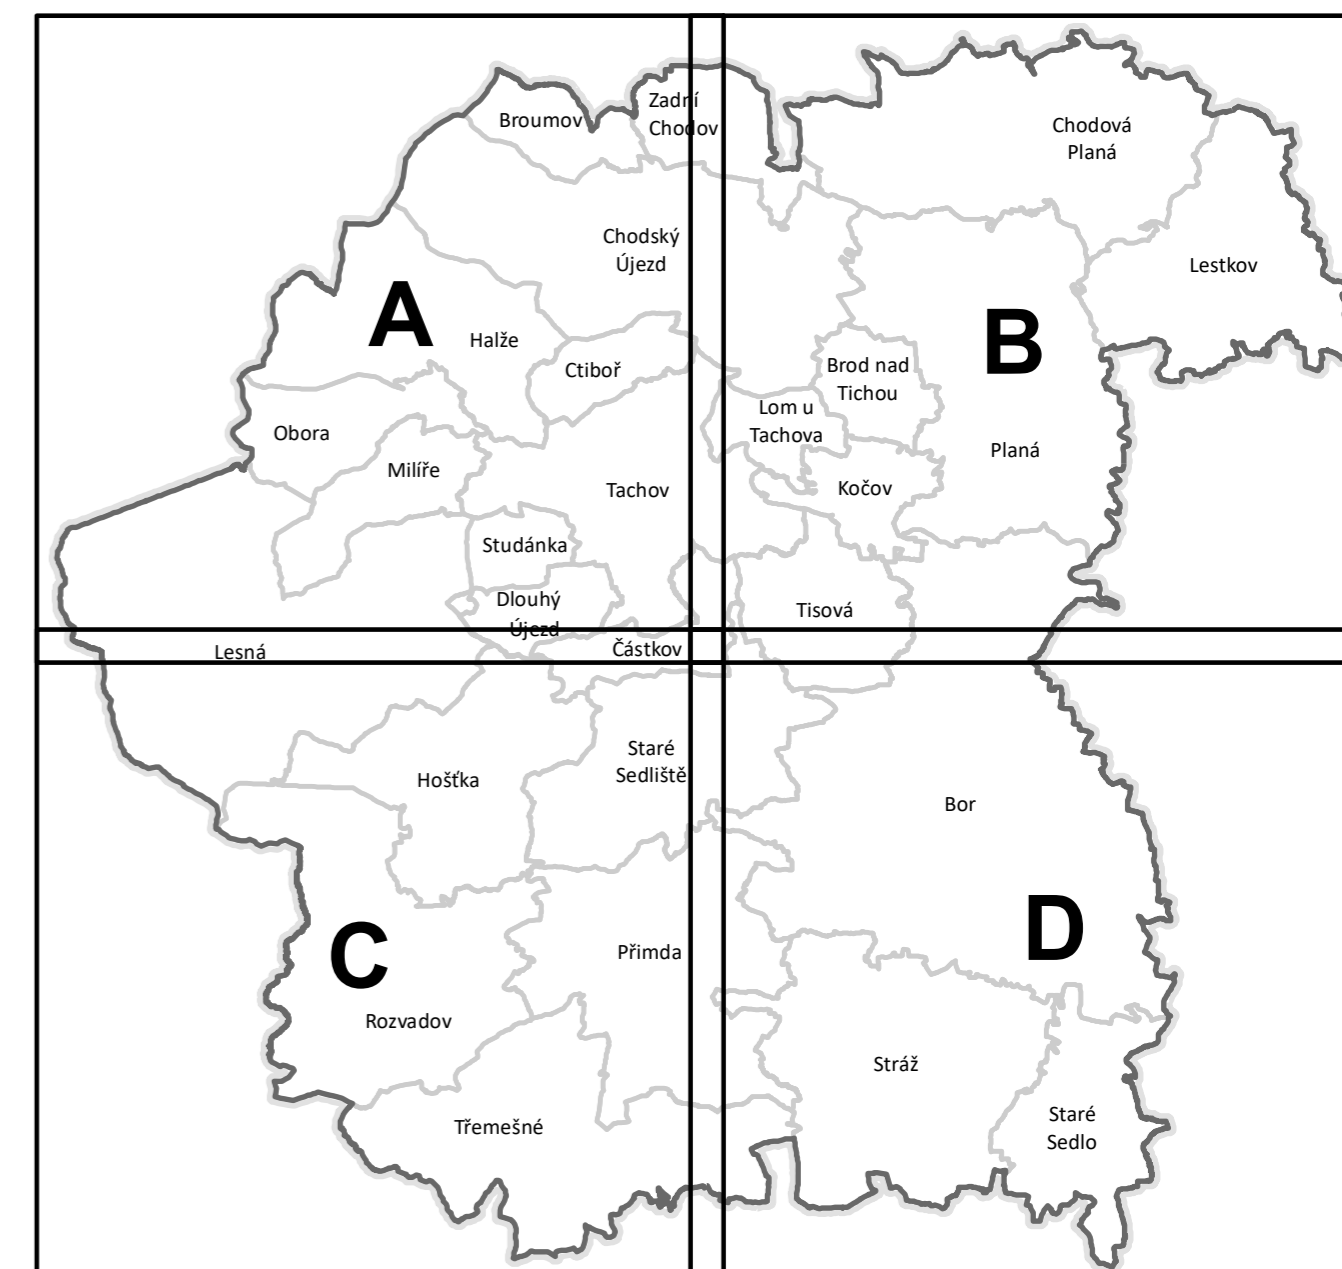 Zadní
Chodov
Broumov
Chodová
Planá
Chodský
Újezd
Lestkov
A
B
Halže
Ctiboř
Brod nad
Tichou
Lom u
Tachova
Obora
Planá
Milíře
Tachov
Kočov
Studánka
Dlouhý
Újezd
Tisová
Lesná
Částkov
Staré
Sedliště
Hošťka
Bor
C
D
Přimda
Rozvadov
Stráž
Třemešné
Staré
Sedlo